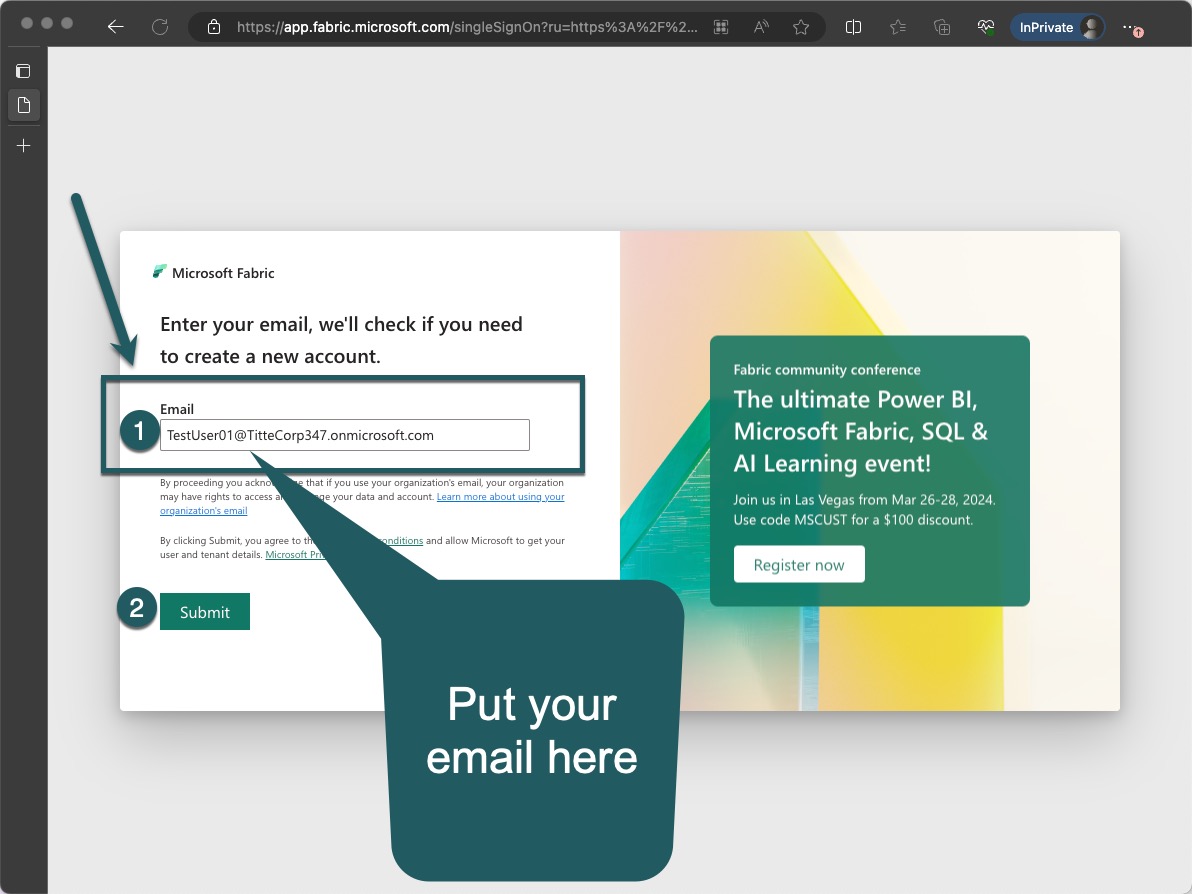 https://app.fabric.microsoft.com/singleSignOn?ru=https%3A%2F%2...
InPrivate
Microsoft Fabric
Enter your email, we'll check if you need
to create a new account.
Email
1
TestUser01@TitteCorp347.onmicrosoft.com
By proceeding you acknow e that if you use your organization's email, your organization
may have rights to access an ge your data and account. Learn more about using your
organization's email
By clicking Submit, you agree to th onditions and allow Microsoft to get your
user and tenant details. Microsoft Pri
2
Submit
Put your
email here
Fabric community conference
The ultimate Power BI,
Microsoft Fabric, SQL &
AI Learning event!
Join us in Las Vegas from Mar 26-28, 2024.
Use code MSCUST for a $100 discount.
Register now